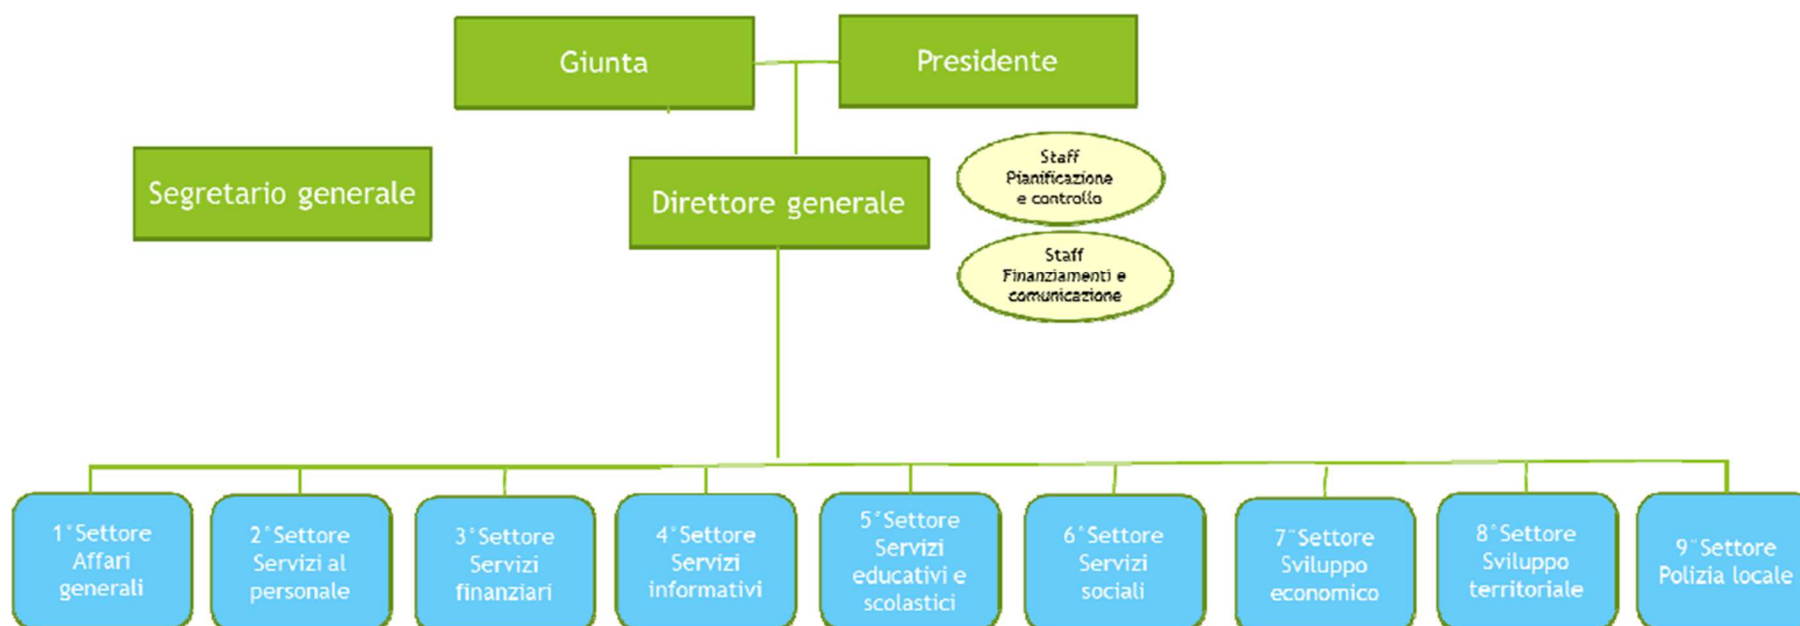 Giunta
Presidente
Segretario generale
Direttore generale
Staff
Pianificazione
e controllo
Staff
Finanziamenti e
comunicazione
1°Settore
Affari
generali
2°Settore
Servizi al
personale
3°Settore
Servizi
finanziari
4°Settore
Servizi
informativi
5°Settore
Servizi
educativi e
scolastici
6°Settore
Servizi
sociali
7°Settore
Sviluppo
economico
8°Settore
Sviluppo
territoriale
9°Settore
Polizia locale